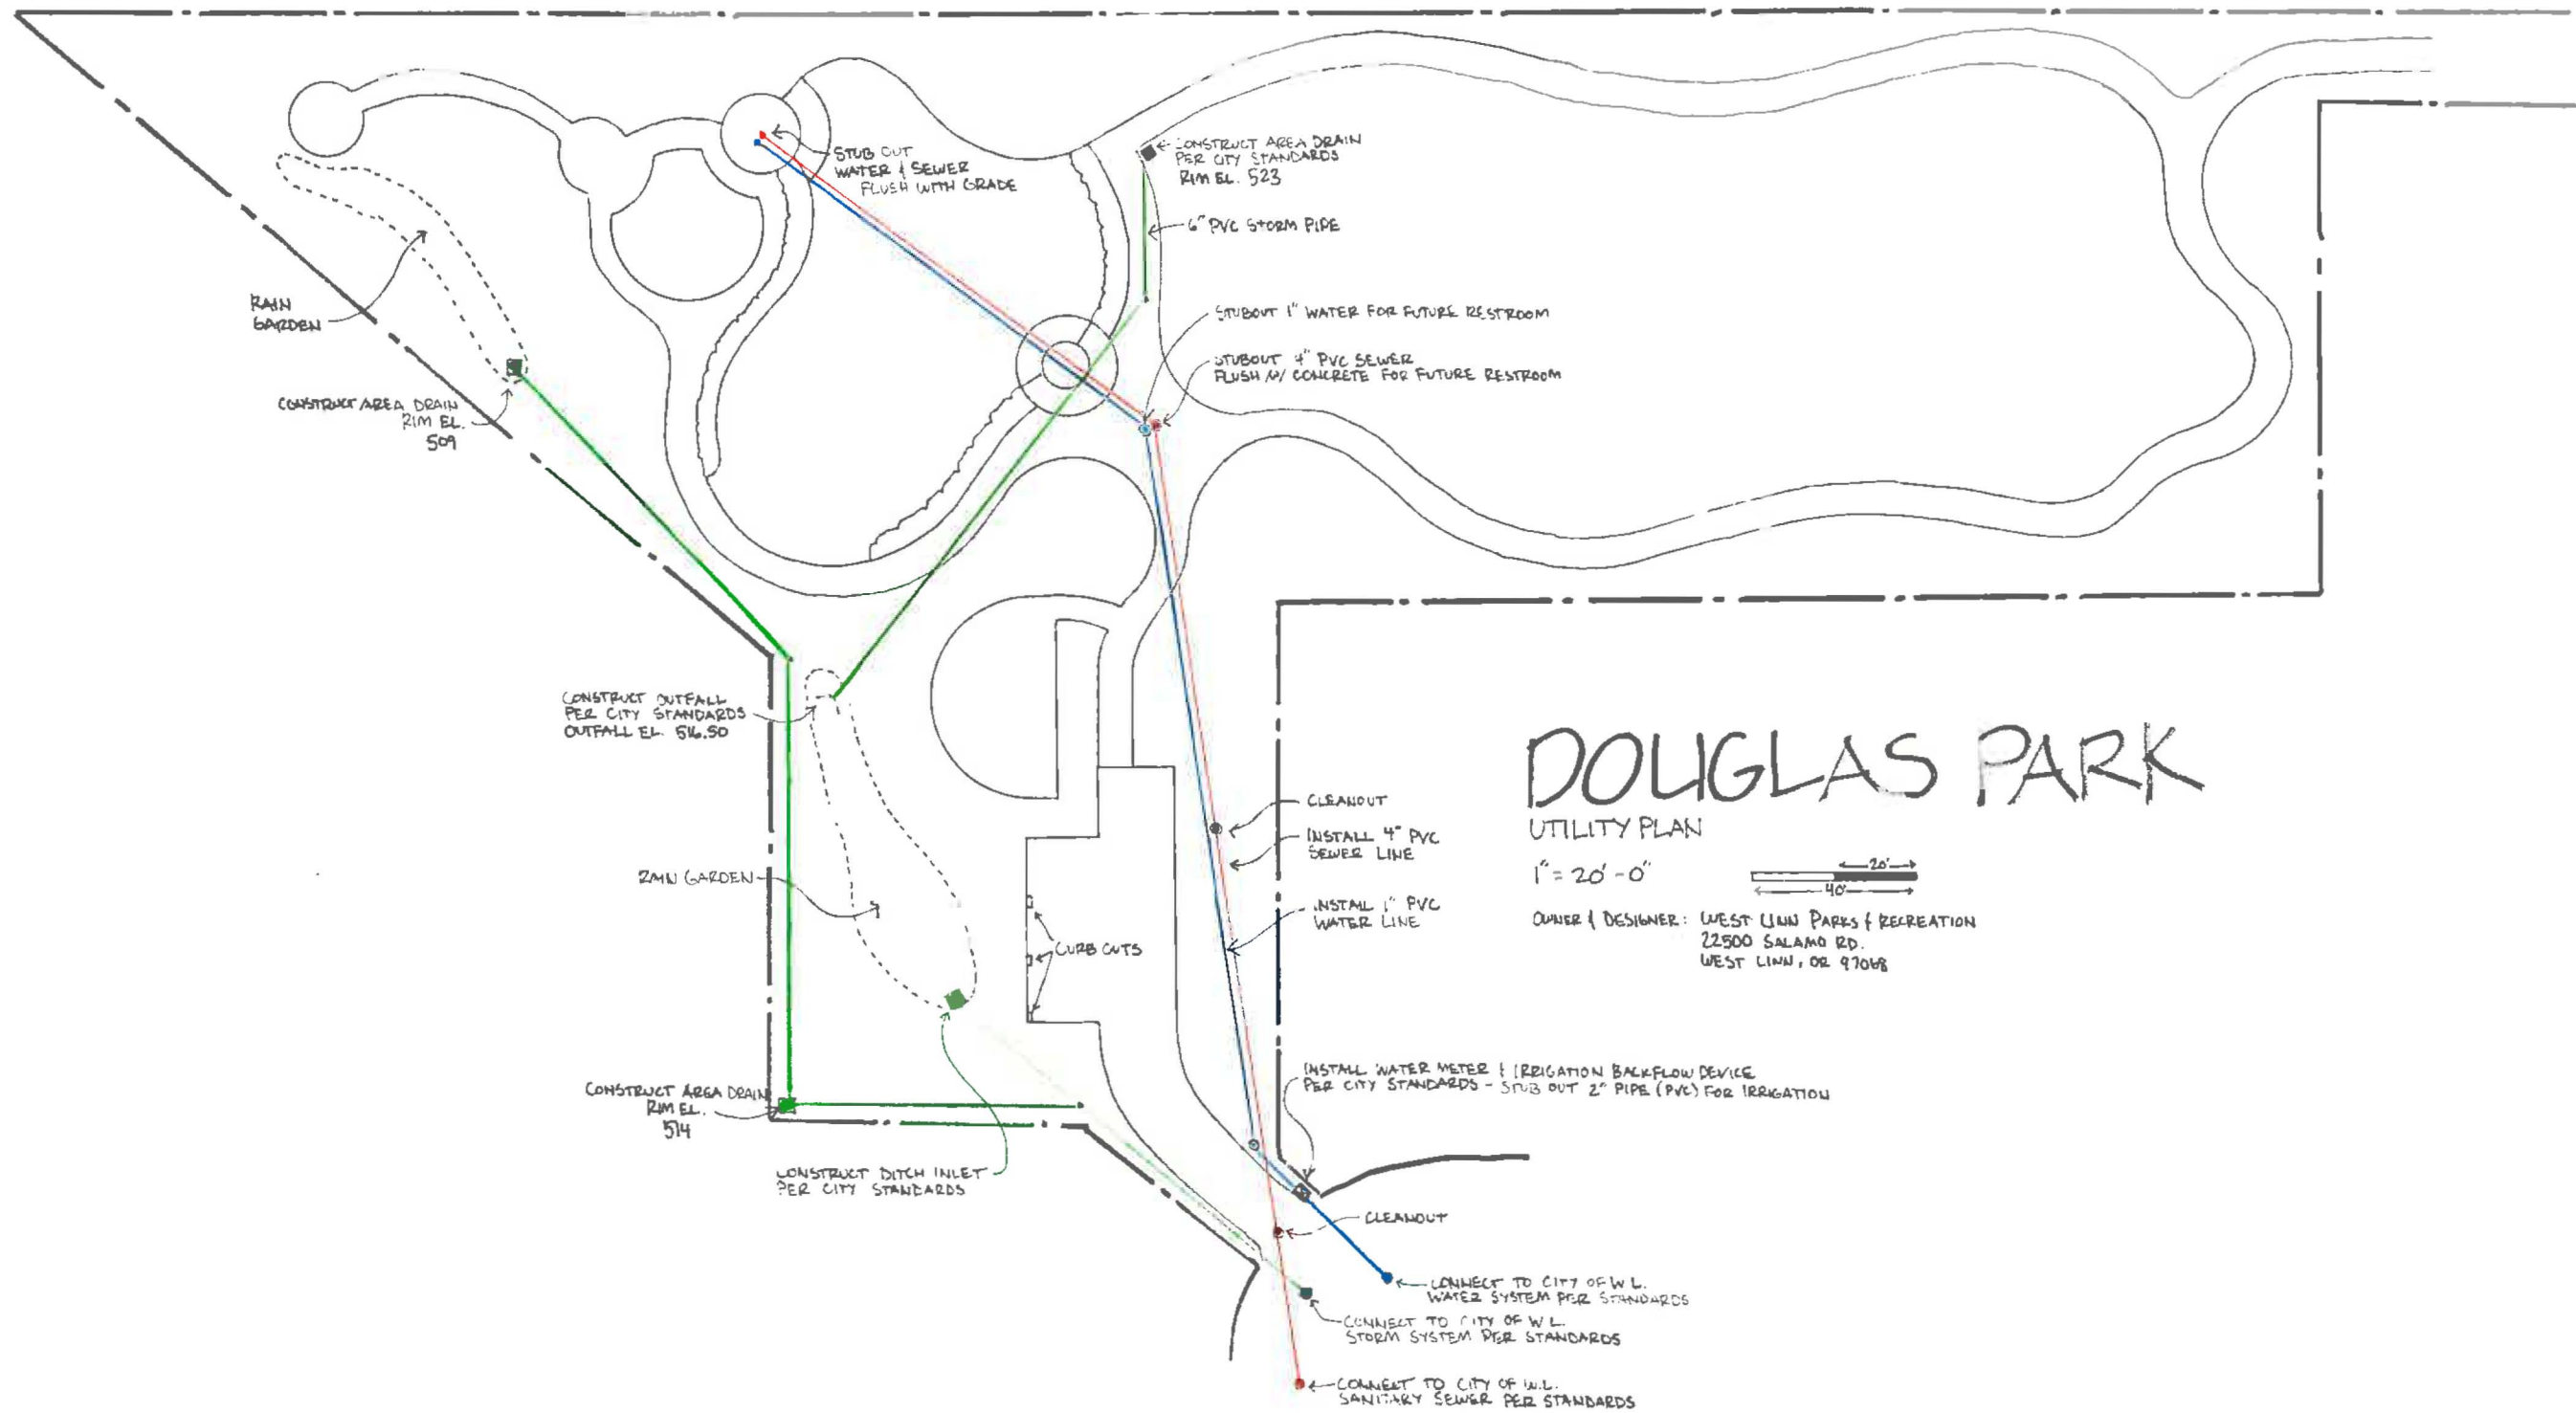 STUB OUT
WATER & SEWER
FLUSH WITH GRADE
CONSTRUCT AREA DRAIN
PER CITY STANDARDS
RIM EL. 523
6" PVC STORM PIPE
RAIN
GARDEN
STUBOUT 1" WATER FOR FUTURE RESTROOM
STUBOUT 4" PVC SEWER
FLUSH W/ CONCRETE FOR FUTURE RESTROOM
CONSTRUCT AREA DRAIN
RIM EL.
509
CONSTRUCT OUTFALL
PER CITY STANDARDS
OUTFALL EL. 516.50
DOUGLAS PARK
UTILITY PLAN
1" = 20'-0"
20'
40'
OWNER & DESIGNER: WEST LINN PARKS & RECREATION
22500 SALAMO RD.
WEST LINN, OR 97068
CLEANOUT
INSTALL 4" PVC
SEWER LINE
INSTALL 1" PVC
WATER LINE
RAIN GARDEN
CURB CUTS
INSTALL WATER METER & IRRIGATION BACKFLOW DEVICE
PER CITY STANDARDS - STUB OUT 2" PIPE (PVC) FOR IRRIGATION
CONSTRUCT AREA DRAIN
RIM EL.
514
CONSTRUCT DITCH INLET
PER CITY STANDARDS
CLEANOUT
CONNECT TO CITY OF W.L.
WATER SYSTEM PER STANDARDS
CONNECT TO CITY OF W.L.
STORM SYSTEM PER STANDARDS
CONNECT TO CITY OF W.L.
SANITARY SEWER PER STANDARDS